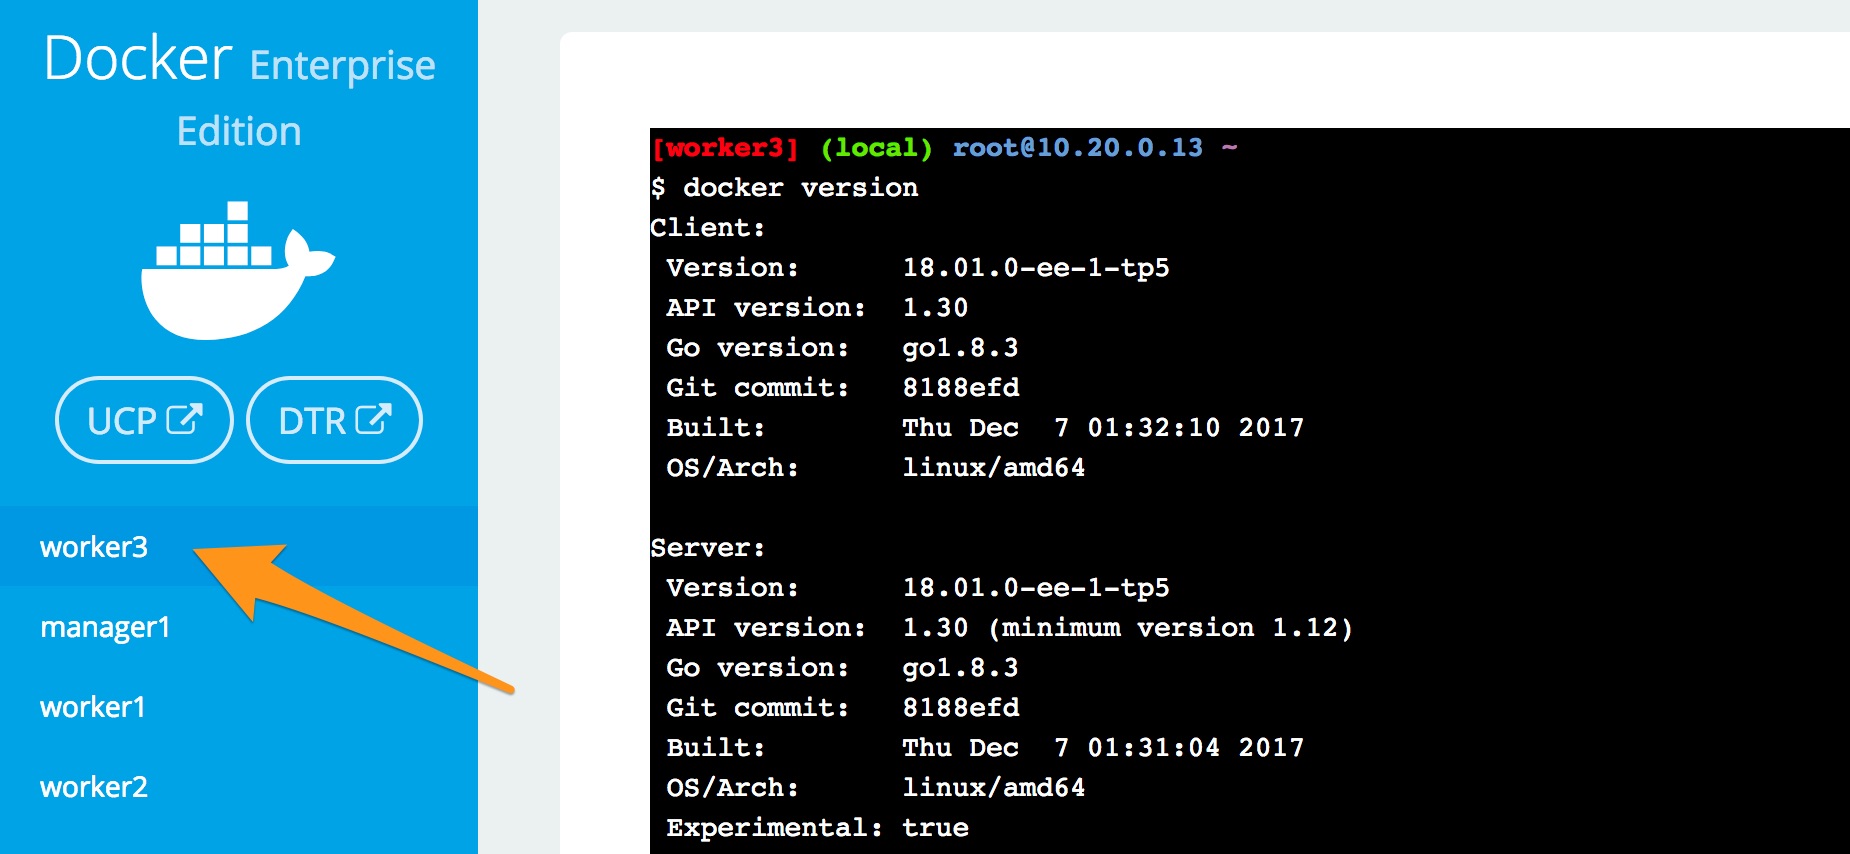 Docker Enterprise
Edition
UCP
DTR
worker3
manager1
worker1
worker2
[worker3] (local) root@10.20.0.13 ~
$ docker version
Client:
 Version:      18.01.0-ee-1-tp5
 API version:  1.30
 Go version:   go1.8.3
 Git commit:   8188efd
 Built:        Thu Dec  7 01:32:10 2017
 OS/Arch:      linux/amd64
Server:
 Version:      18.01.0-ee-1-tp5
 API version:  1.30 (minimum version 1.12)
 Go version:   go1.8.3
 Git commit:   8188efd
 Built:        Thu Dec  7 01:31:04 2017
 OS/Arch:      linux/amd64
 Experimental: true